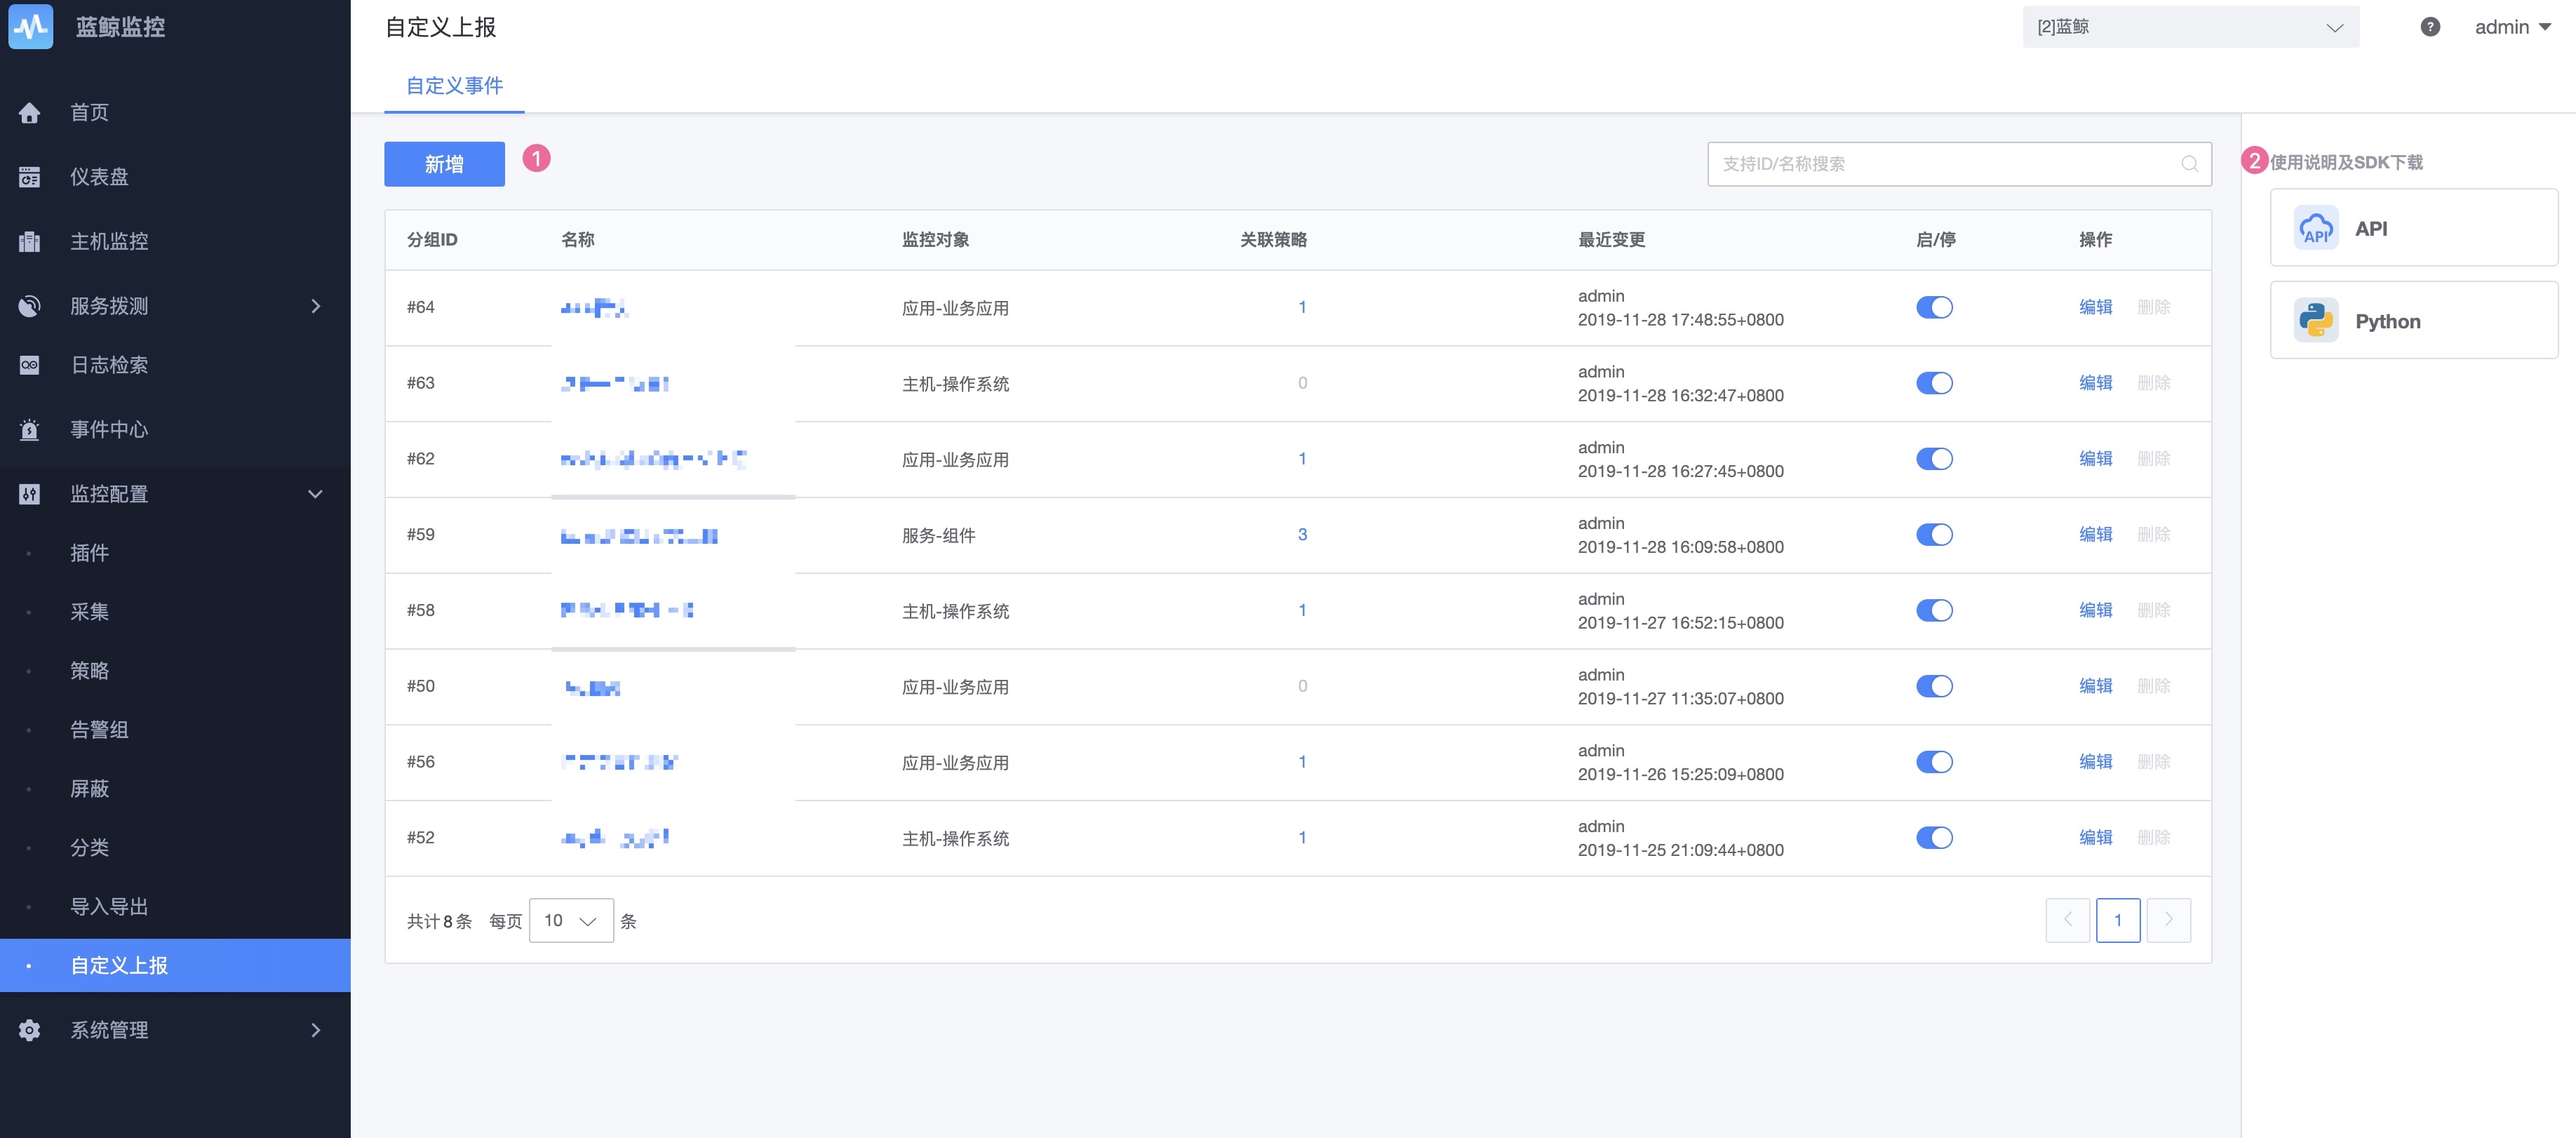 蓝鲸监控
自定义上报
[2]蓝鲸
?
admin
自定义事件
首页
仪表盘
主机监控
服务拨测
日志检索
事件中心
监控配置
插件
采集
策略
告警组
屏蔽
分类
导入导出
自定义上报
系统管理
新增
1
支持ID/名称搜索
分组ID 名称 监控对象 关联策略 最近变更 启/停 操作
#64 应用-业务应用 1 admin 编辑 删除
2019-11-28 17:48:55+0800
#63 主机-操作系统 0 admin 编辑 删除
2019-11-28 16:32:47+0800
#62 应用-业务应用 1 admin 编辑 删除
2019-11-28 16:27:45+0800
#59 服务-组件 3 admin 编辑 删除
2019-11-28 16:09:58+0800
#58 主机-操作系统 1 admin 编辑 删除
2019-11-27 16:52:15+0800
#50 应用-业务应用 0 admin 编辑 删除
2019-11-27 11:35:07+0800
#56 应用-业务应用 1 admin 编辑 删除
2019-11-26 15:25:09+0800
#52 主机-操作系统 1 admin 编辑 删除
2019-11-25 21:09:44+0800
共计8条 每页 10 条
1
2 使用说明及SDK下载
API API
Python